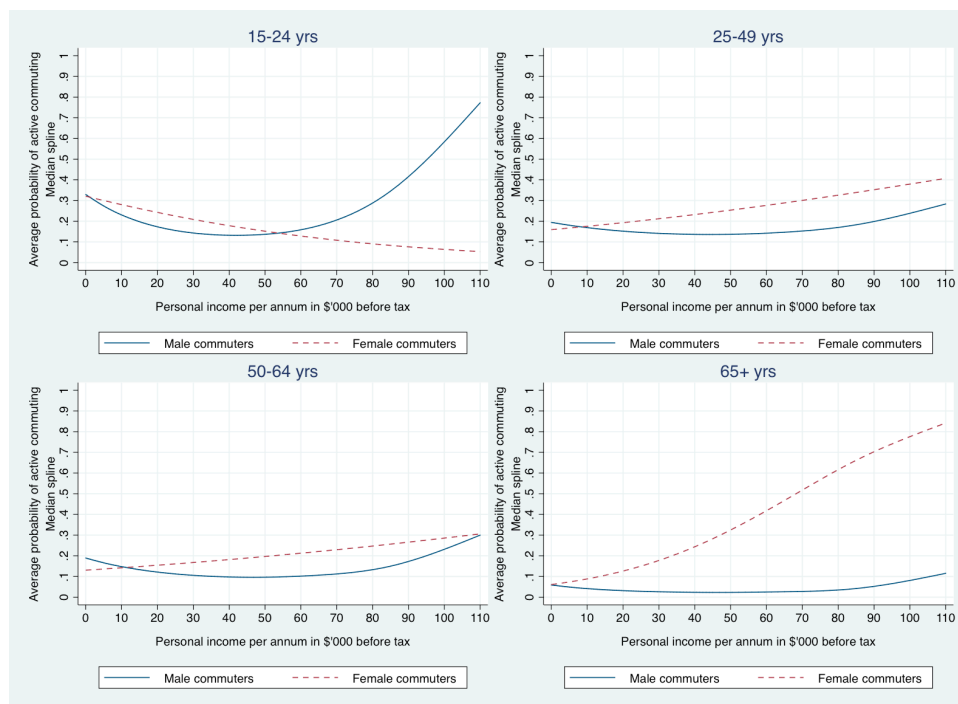 15-24 yrs
Average probability of active commuting
Median spline
0 .1 .2 .3 .4 .5 .6 .7 .8 .9 1
0 10 20 30 40 50 60 70 80 90 100 110
Personal income per annum in $'000 before tax
Male commuters Female commuters
25-49 yrs
Average probability of active commuting
Median spline
0 .1 .2 .3 .4 .5 .6 .7 .8 .9 1
0 10 20 30 40 50 60 70 80 90 100 110
Personal income per annum in $'000 before tax
Male commuters Female commuters
50-64 yrs
Average probability of active commuting
Median spline
0 .1 .2 .3 .4 .5 .6 .7 .8 .9 1
0 10 20 30 40 50 60 70 80 90 100 110
Personal income per annum in $'000 before tax
Male commuters Female commuters
65+ yrs
Average probability of active commuting
Median spline
0 .1 .2 .3 .4 .5 .6 .7 .8 .9 1
0 10 20 30 40 50 60 70 80 90 100 110
Personal income per annum in $'000 before tax
Male commuters Female commuters